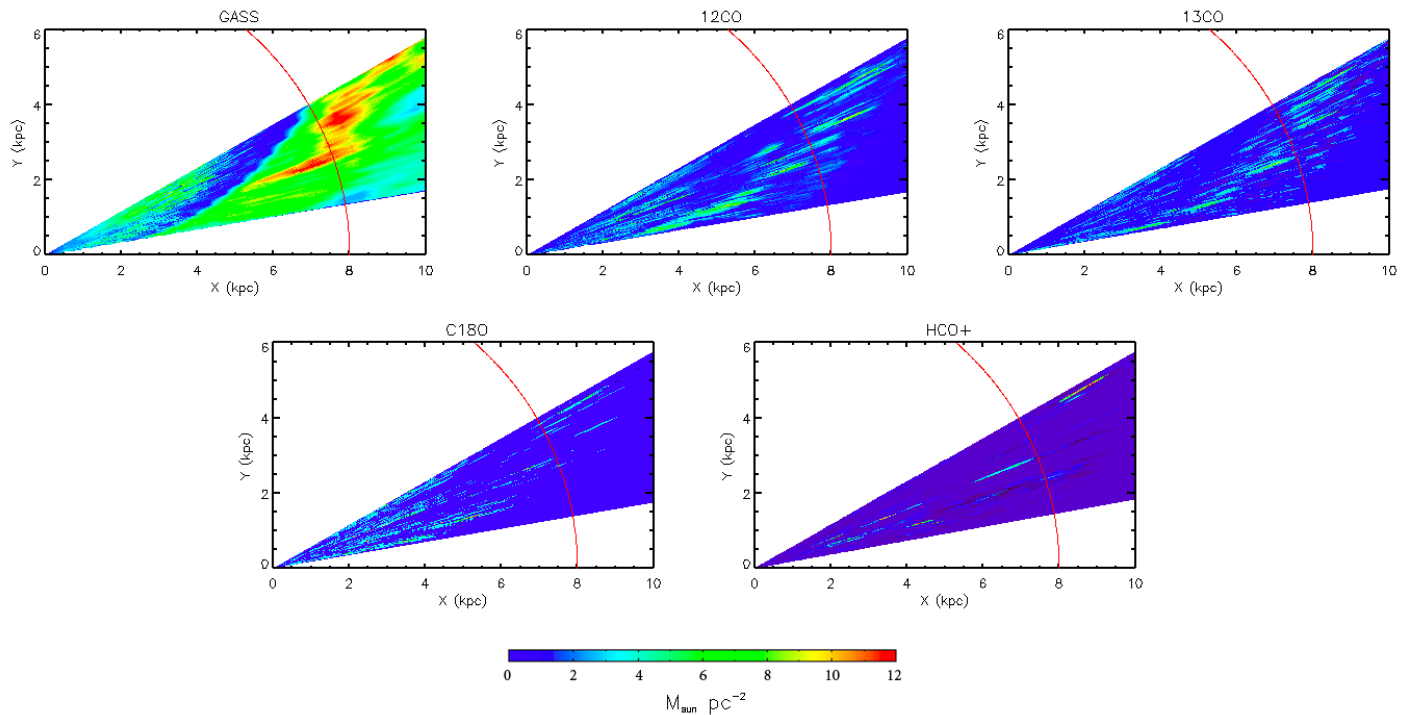 GASS
12CO
13CO
6
4
2
0
Y (kpc)
0 2 4 6 8 10
X (kpc)
6
4
2
0
Y (kpc)
0 2 4 6 8 10
X (kpc)
6
4
2
0
Y (kpc)
0 2 4 6 8 10
X (kpc)
C18O
HCO+
6
4
2
0
Y (kpc)
0 2 4 6 8 10
X (kpc)
6
4
2
0
Y (kpc)
0 2 4 6 8 10
X (kpc)
0 2 4 6 8 10 12
M_sun pc^-2